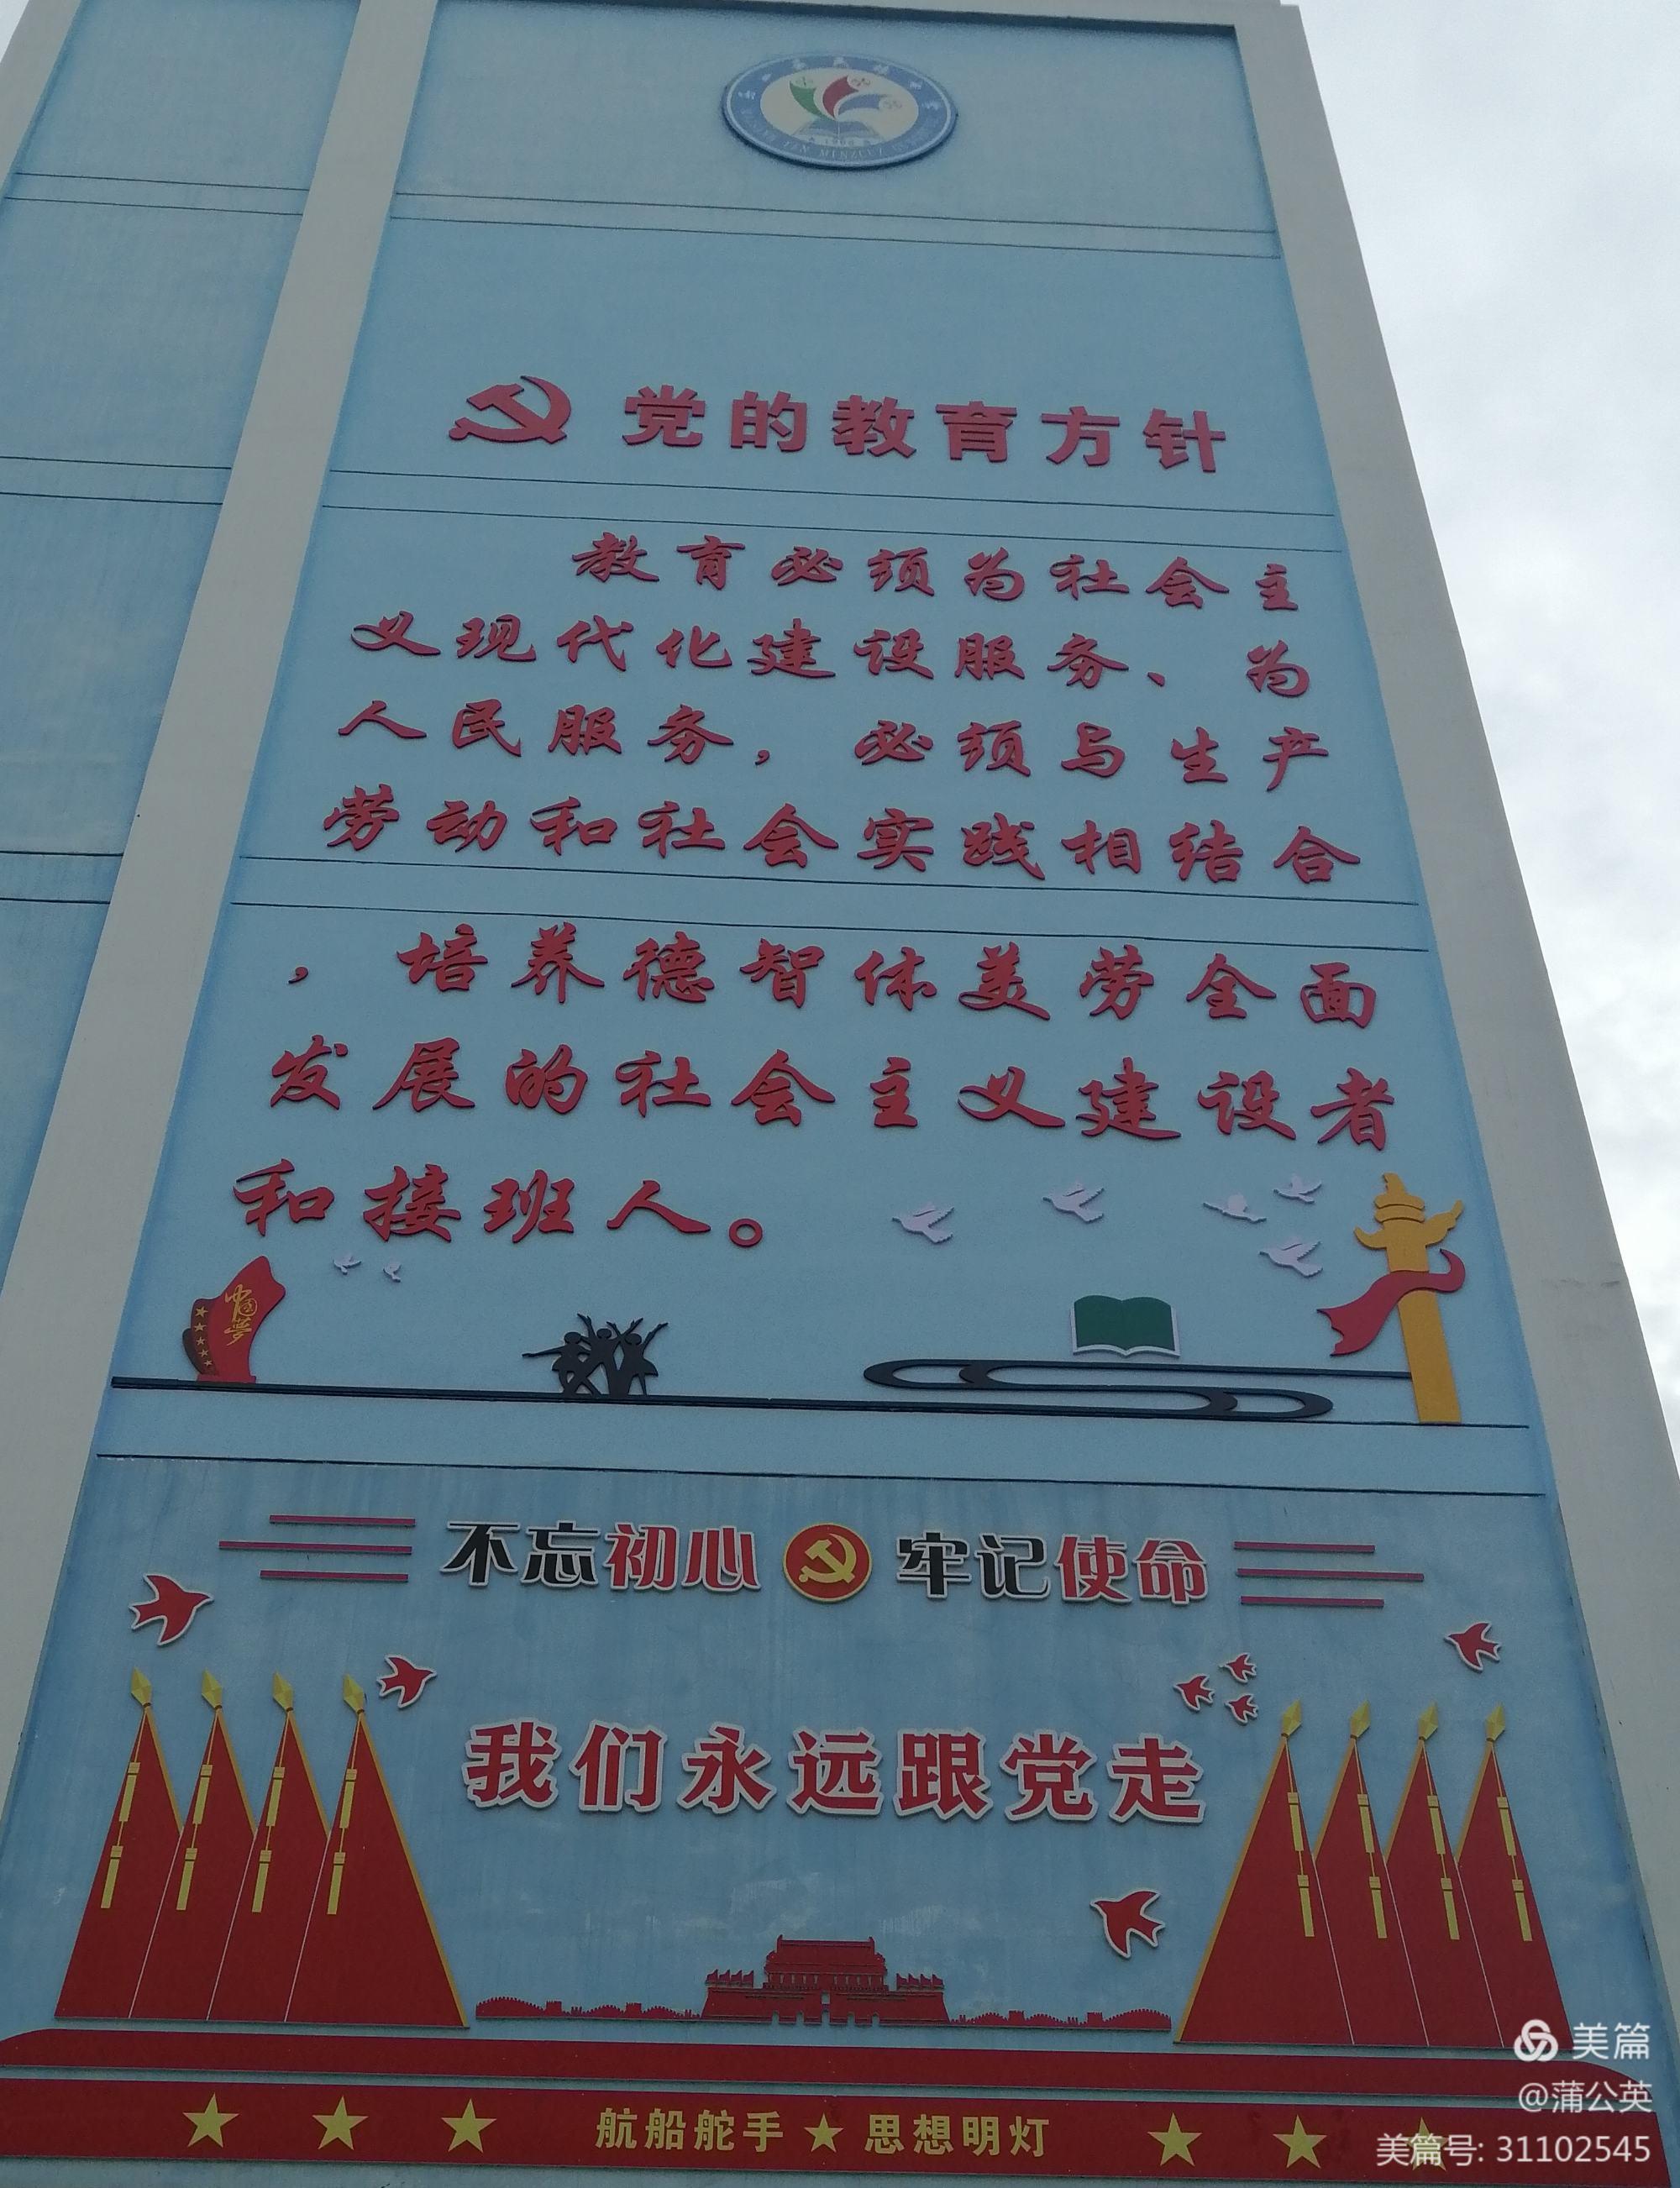 党的教育方针
教育必须为社会主
义现代化建设服务、为
人民服务，必须与生产
劳动和社会实践相结合
，培养德智体美劳全面
发展的社会主义建设者
和接班人。
中国梦
不忘初心 牢记使命
我们永远跟党走
航船舵手★思想明灯
美篇
@蒲公英
美篇号: 31102545